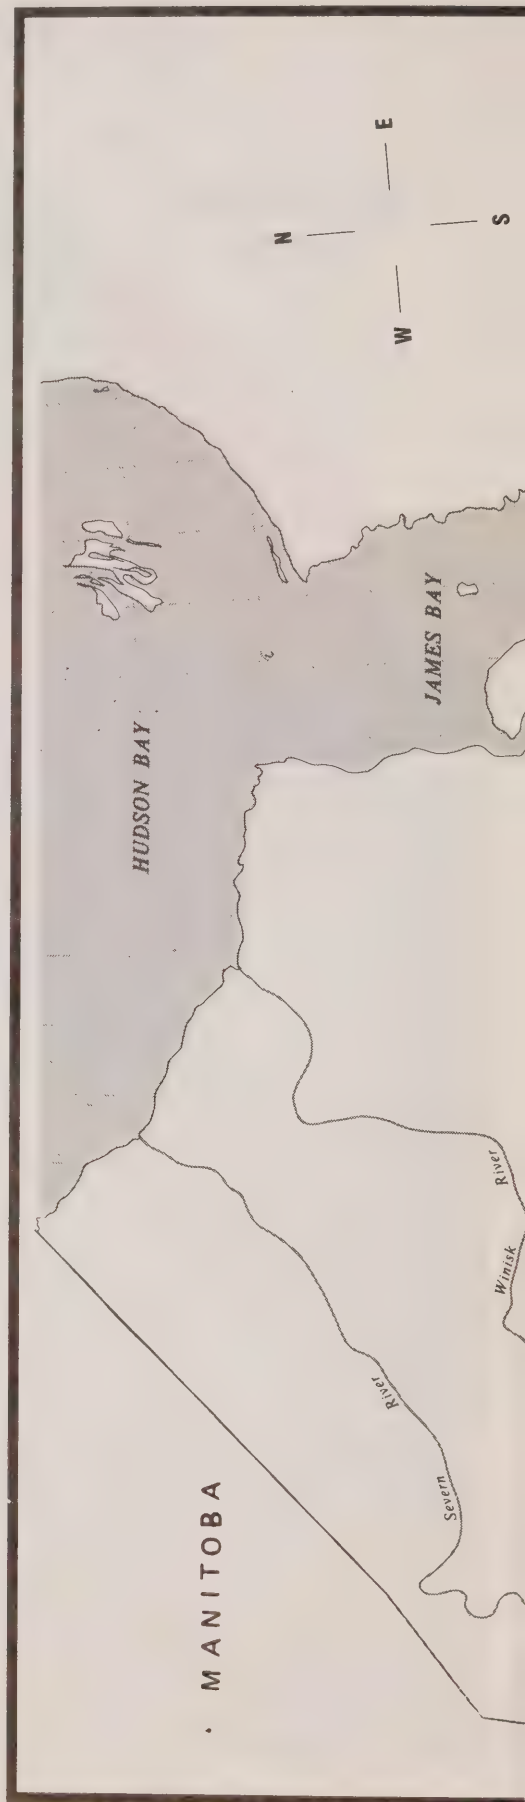 N
W
E
S
HUDSON BAY
JAMES BAY
MANITOBA
Severn River
Winisk River